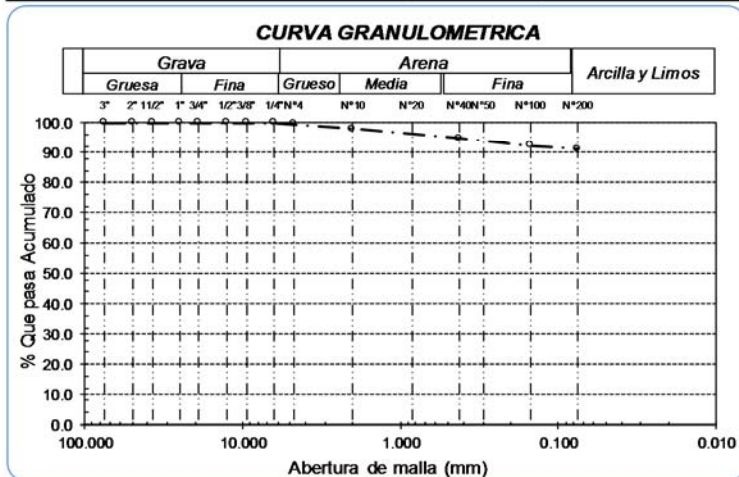 CURVA GRANULOMETRICA
Grava Arena Arcilla y Limos
Gruesa Fina Grueso Media Fina
3" 2" 11/2" 1" 3/4" 1/2" 3/8" 1/4" N°4 N°10 N°20 N°40 N°50 N°100 N°200
100.0
90.0
80.0
70.0
60.0
50.0
40.0
30.0
20.0
10.0
0.0
% Que pasa Acumulado
100.000 10.000 1.000 0.100 0.010
Abertura de malla (mm)